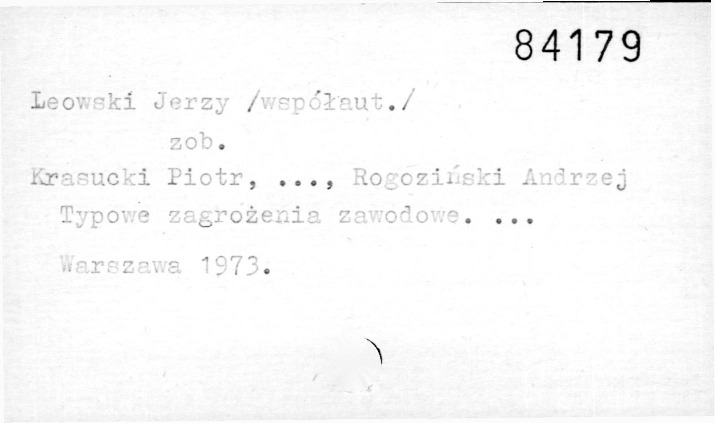 84179
Leowski Jerzy /współaut./
zob.
Krasucki Piotr, ..., Rogoziński Andrzej
Typowe zagrożenia zawodowe. ...
Warszawa 1973.